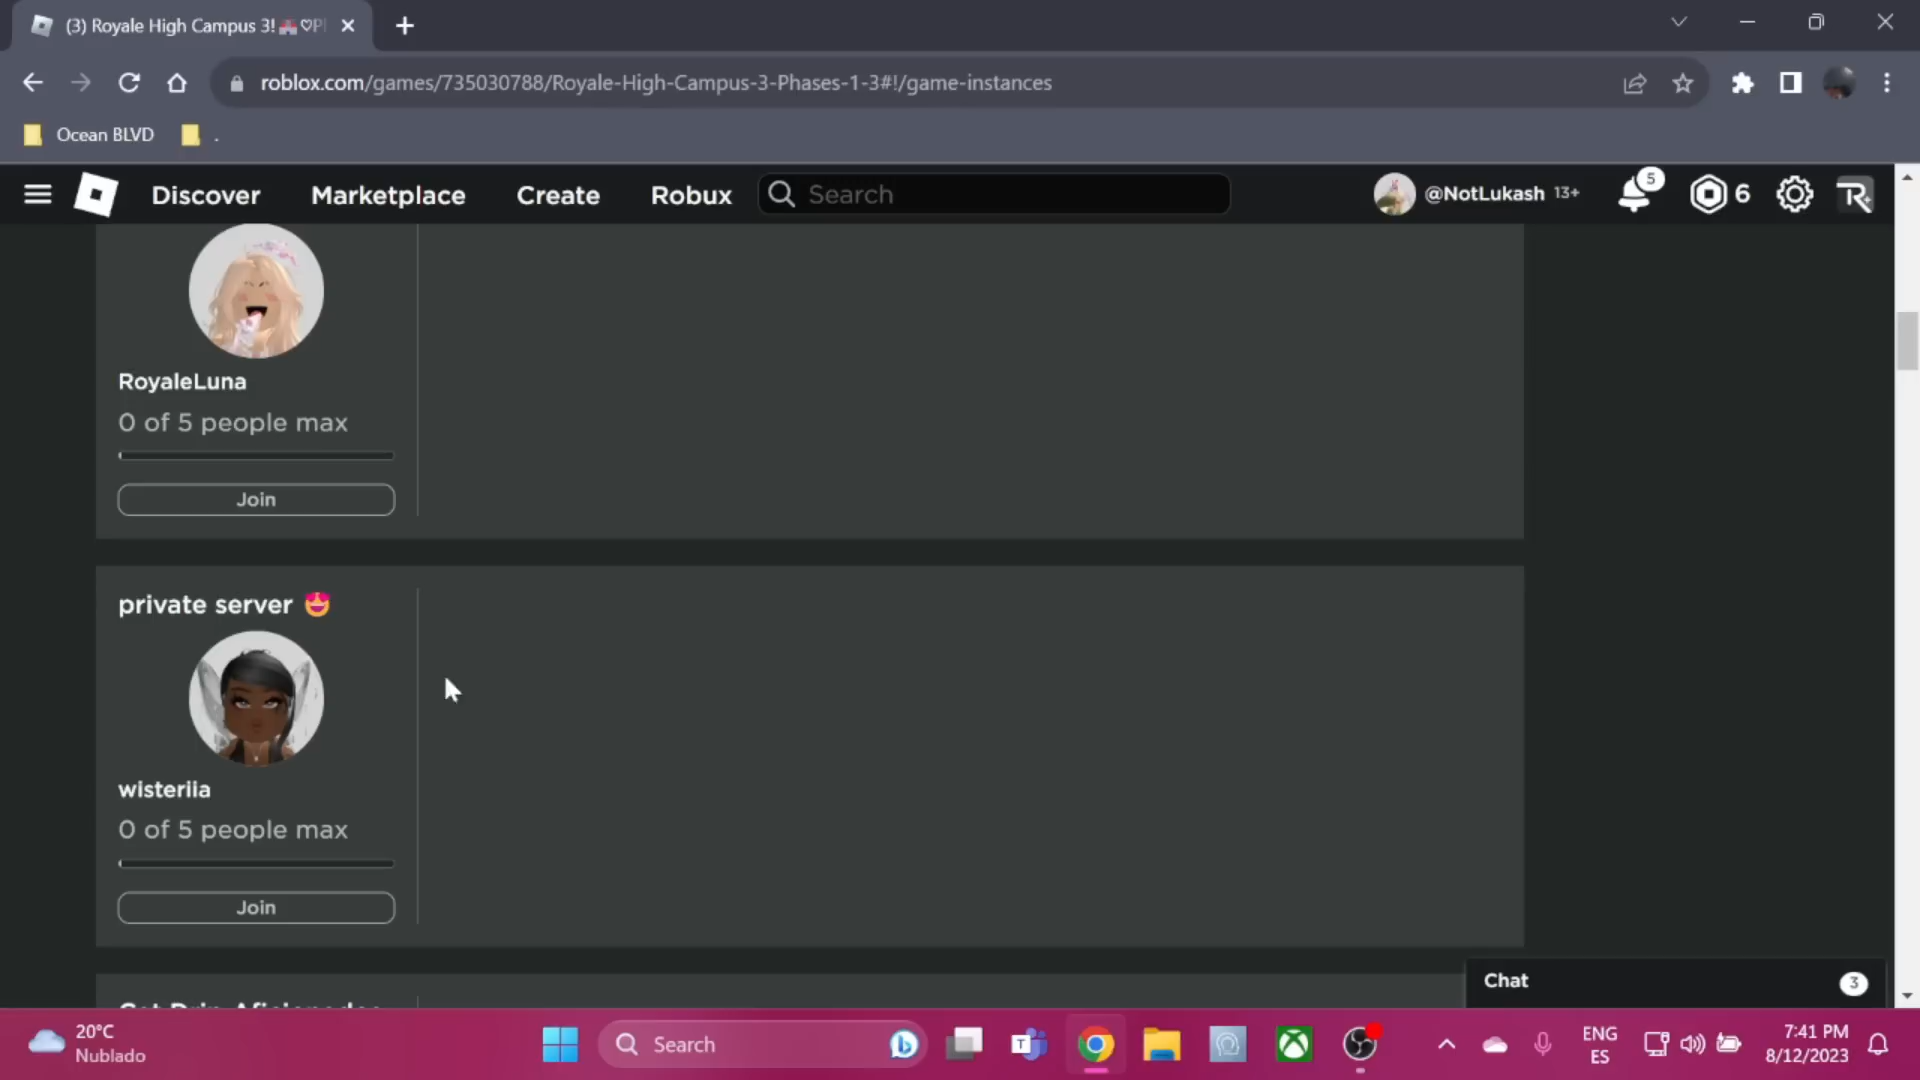 (3) Royale High Campus 3!🏰♡Pl
roblox.com/games/735030788/Royale-High-Campus-3-Phases-1-3#!/game-instances
Ocean BLVD .
Discover Marketplace Create Robux Search @NotLukash 13+ 5 6
RoyaleLuna
0 of 5 people max
Join
private server 😍
wisteriia
0 of 5 people max
Join
Chat 3
20°C
Nublado
Search
ENG
ES
7:41 PM
8/12/2023